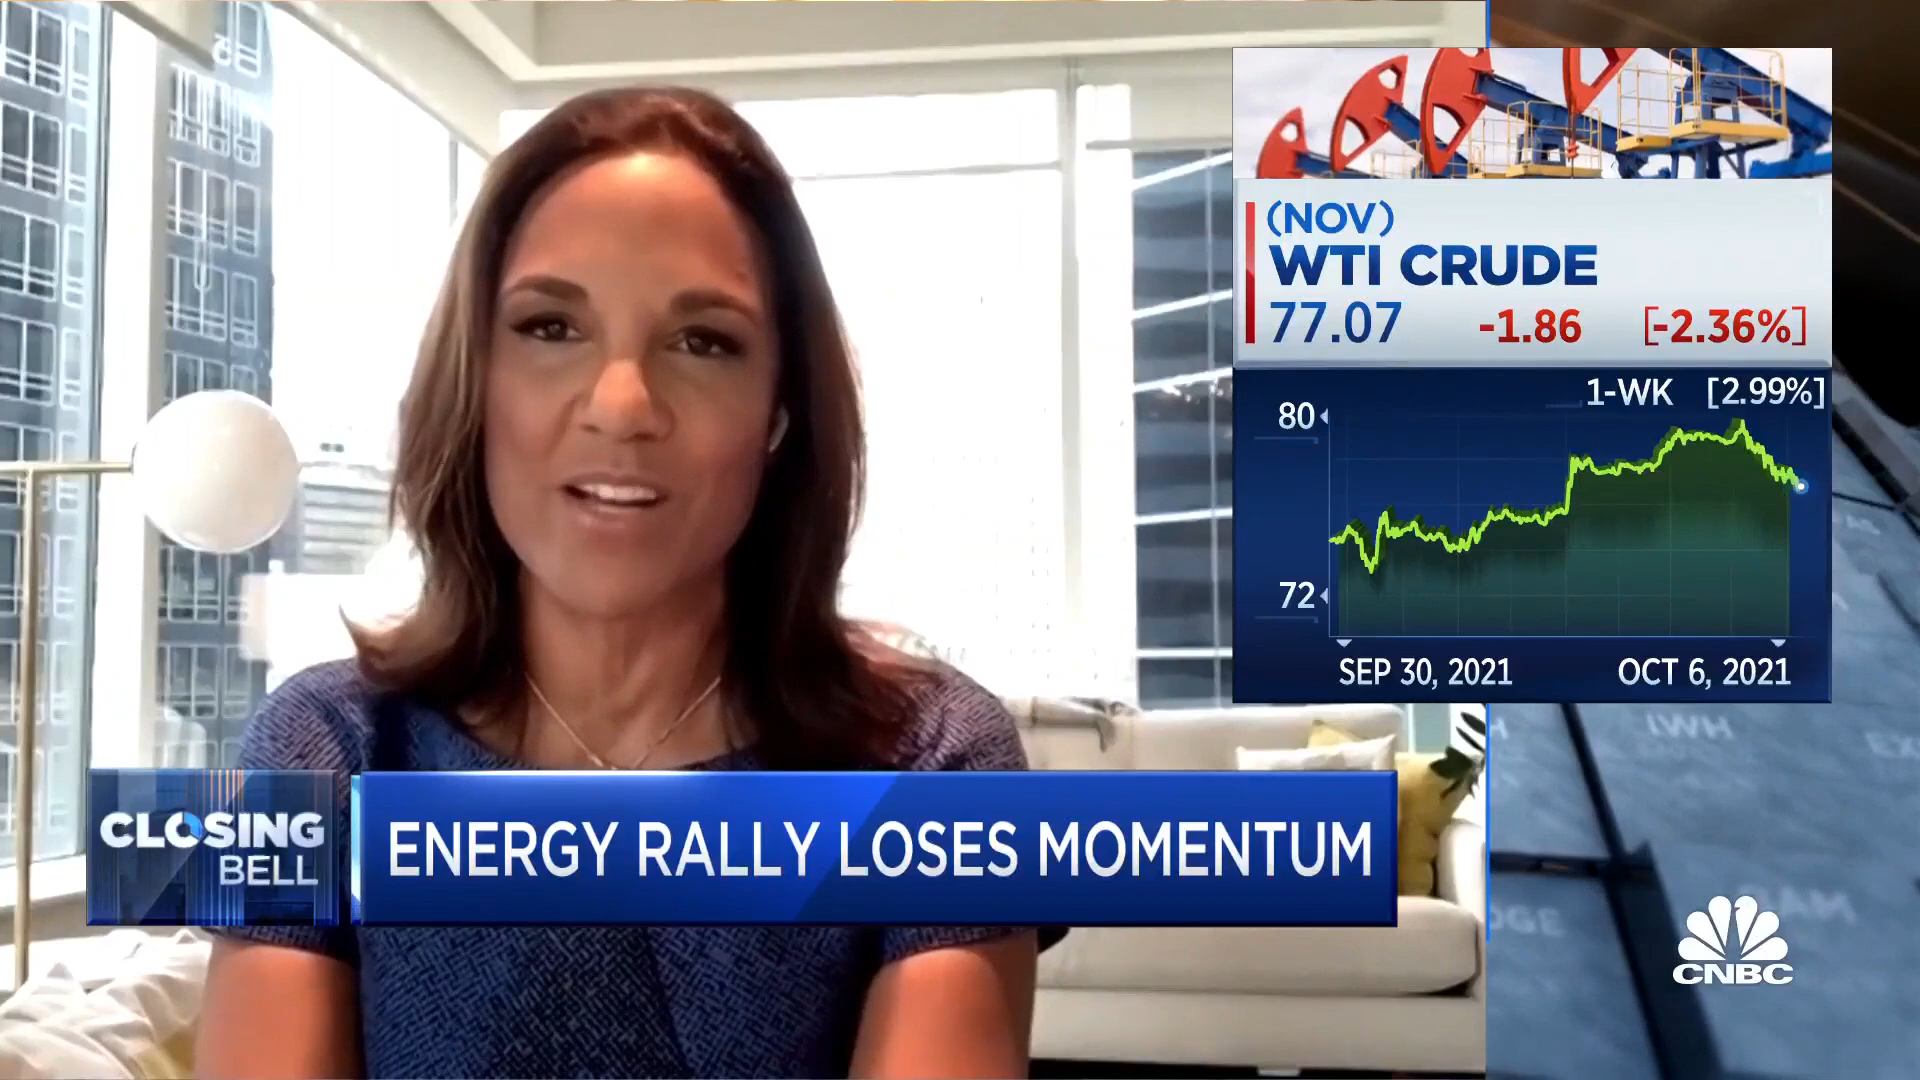 (NOV)
WTI CRUDE
77.07 -1.86 [-2.36%]
1-WK [2.99%]
80
72
SEP 30, 2021 OCT 6, 2021
CLOSING
BELL
ENERGY RALLY LOSES MOMENTUM
CNBC